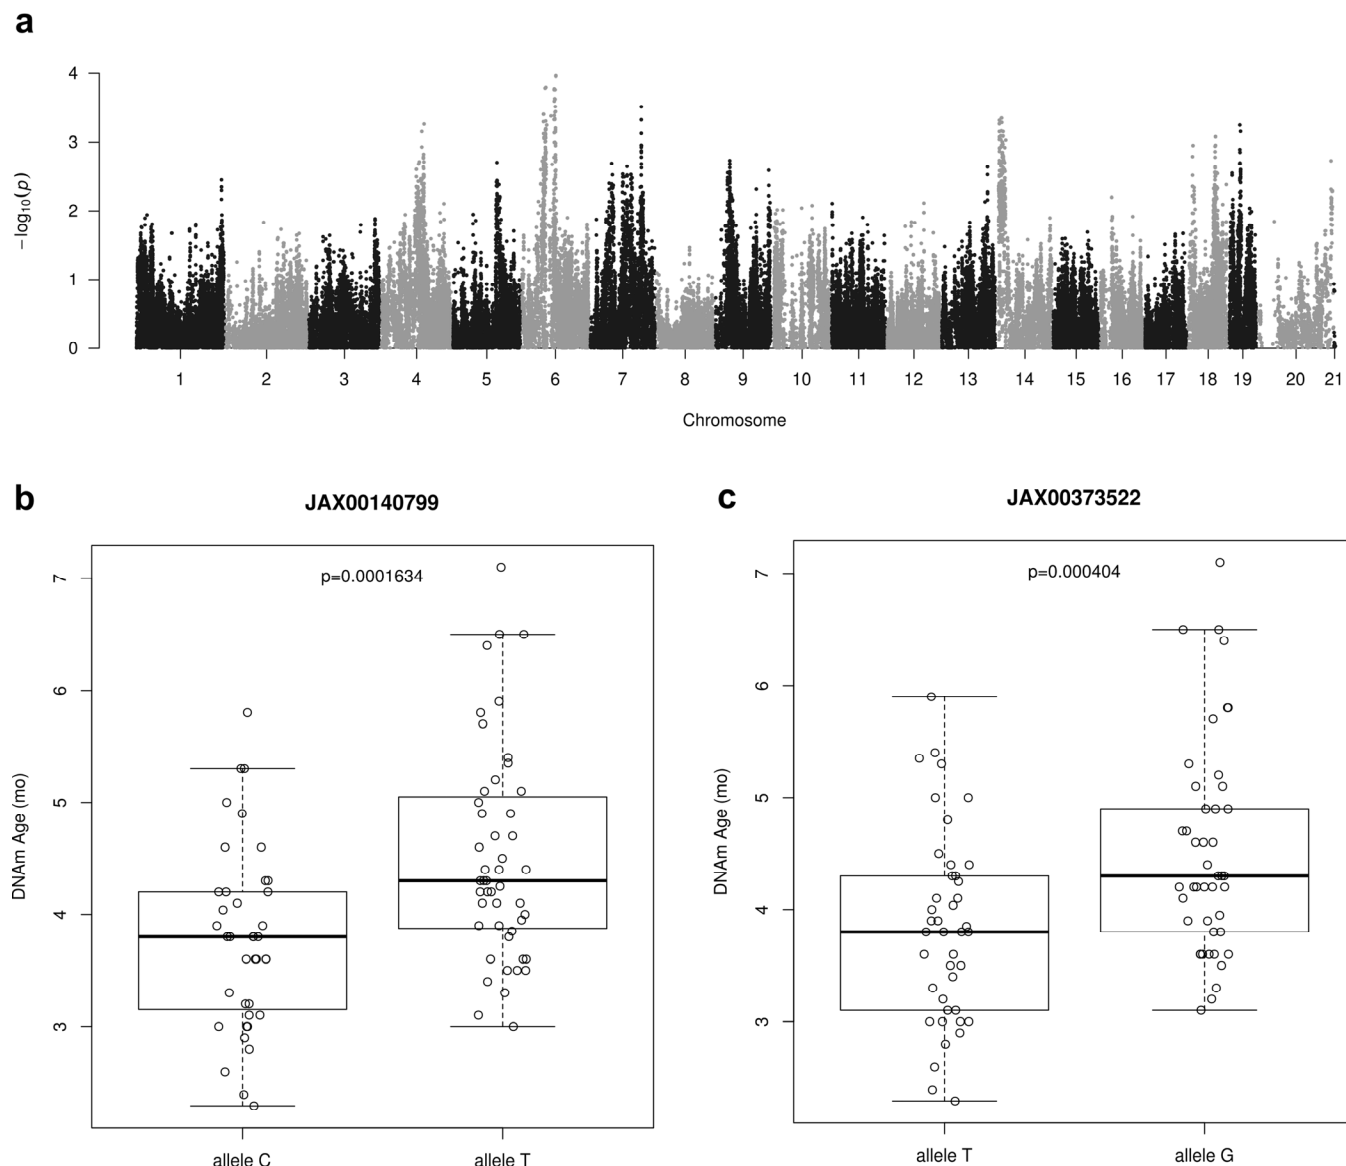 a
4
3
2
1
0
−log10(p)
1 2 3 4 5 6 7 8 9 10 11 12 13 14 15 16 17 18 19 20 21
Chromosome
b
JAX00140799
p=0.0001634
7
6
5
4
3
DNAm Age (mo)
allele C allele T
c
JAX00373522
p=0.000404
7
6
5
4
3
DNAm Age (mo)
allele T allele G